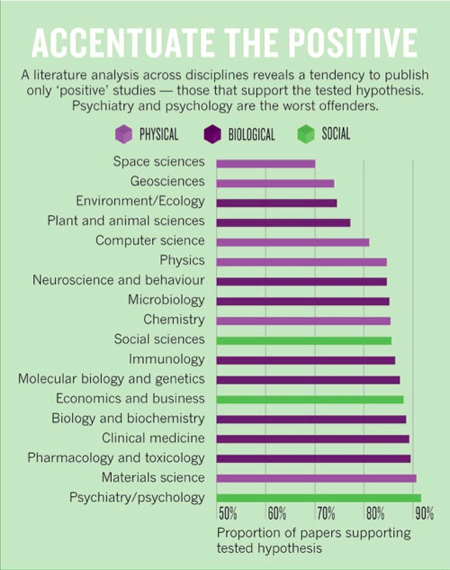 ACCENTUATE THE POSITIVE
A literature analysis across disciplines reveals a tendency to publish
only ‘positive’ studies — those that support the tested hypothesis.
Psychiatry and psychology are the worst offenders.
PHYSICAL BIOLOGICAL SOCIAL
Space sciences
Geosciences
Environment/Ecology
Plant and animal sciences
Computer science
Physics
Neuroscience and behaviour
Microbiology
Chemistry
Social sciences
Immunology
Molecular biology and genetics
Economics and business
Biology and biochemistry
Clinical medicine
Pharmacology and toxicology
Materials science
Psychiatry/psychology
50% 60% 70% 80% 90%
Proportion of papers supporting
tested hypothesis